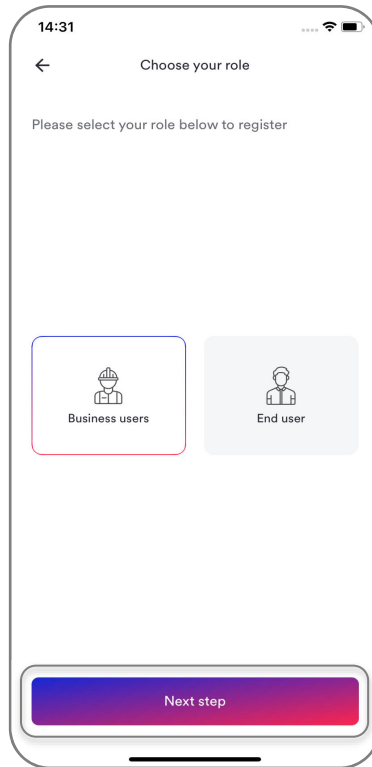 14:31
Choose your role
Please select your role below to register
Business users
End user
Next step